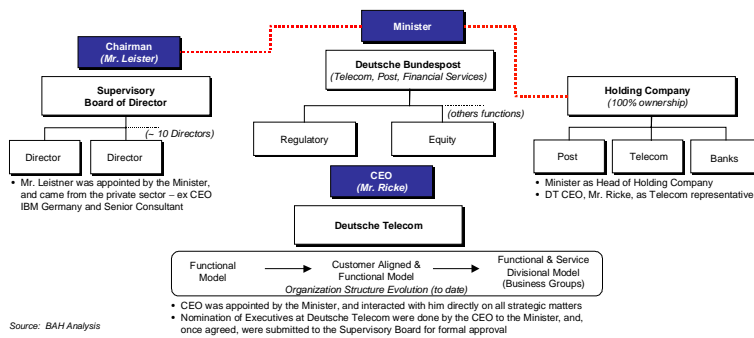 Minister
Chairman
(Mr. Leister)
Deutsche Bundespost
(Telecom, Post, Financial Services)
Supervisory
Board of Director
Holding Company
(100% ownership)
(~ 10 Directors)
(others functions)
Director
Director
Regulatory
Equity
Post
Telecom
Banks
CEO
(Mr. Ricke)
• Mr. Leistner was appointed by the Minister,
and came from the private sector – ex CEO
IBM Germany and Senior Consultant
• Minister as Head of Holding Company
• DT CEO, Mr. Ricke, as Telecom representative
Deutsche Telecom
Functional
Model
Customer Aligned &
Functional Model
Functional & Service
Divisional Model
(Business Groups)
Organization Structure Evolution (to date)
• CEO was appointed by the Minister, and interacted with him directly on all strategic matters
• Nomination of Executives at Deutsche Telecom were done by the CEO to the Minister, and,
once agreed, were submitted to the Supervisory Board for formal approval
Source: BAH Analysis